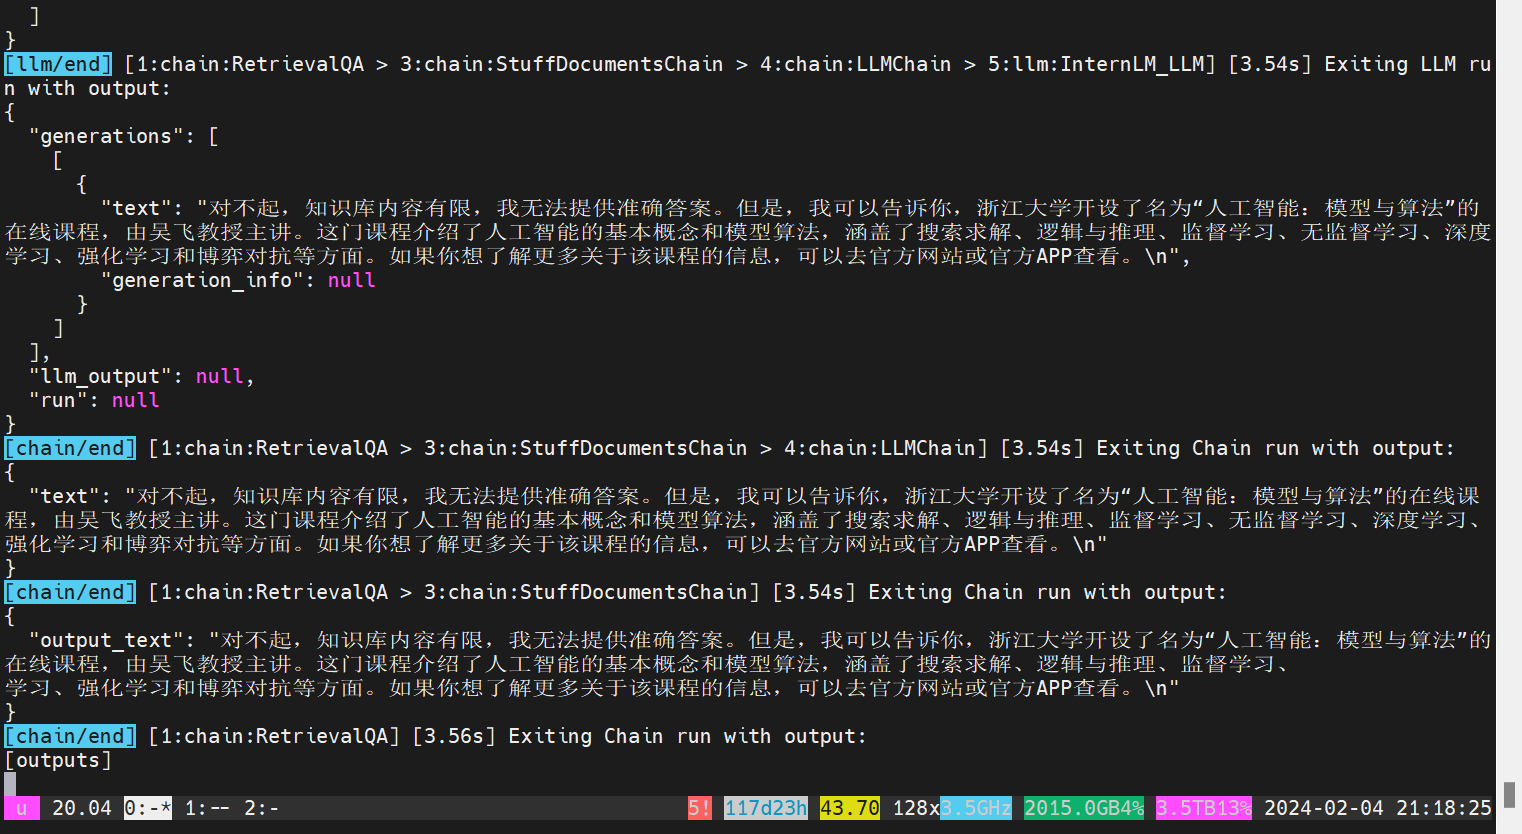 ]
}
[llm/end] [1:chain:RetrievalQA > 3:chain:StuffDocumentsChain > 4:chain:LLMChain > 5:llm:InternLM_LLM] [3.54s] Exiting LLM ru
n with output:
{
"generations": [
[
{
"text": "对不起，知识库内容有限，我无法提供准确答案。但是，我可以告诉你，浙江大学开设了名为“人工智能：模型与算法”的
在线课程，由吴飞教授主讲。这门课程介绍了人工智能的基本概念和模型算法，涵盖了搜索求解、逻辑与推理、监督学习、无监督学习、深度
学习、强化学习和博弈对抗等方面。如果你想了解更多关于该课程的信息，可以去官方网站或官方APP查看。\n",
"generation_info": null
}
]
],
"llm_output": null,
"run": null
}
[chain/end] [1:chain:RetrievalQA > 3:chain:StuffDocumentsChain > 4:chain:LLMChain] [3.54s] Exiting Chain run with output:
{
"text": "对不起，知识库内容有限，我无法提供准确答案。但是，我可以告诉你，浙江大学开设了名为“人工智能：模型与算法”的在线课
程，由吴飞教授主讲。这门课程介绍了人工智能的基本概念和模型算法，涵盖了搜索求解、逻辑与推理、监督学习、无监督学习、深度学习、
强化学习和博弈对抗等方面。如果你想了解更多关于该课程的信息，可以去官方网站或官方APP查看。\n"
}
[chain/end] [1:chain:RetrievalQA > 3:chain:StuffDocumentsChain] [3.54s] Exiting Chain run with output:
{
"output_text": "对不起，知识库内容有限，我无法提供准确答案。但是，我可以告诉你，浙江大学开设了名为“人工智能：模型与算法”的
在线课程，由吴飞教授主讲。这门课程介绍了人工智能的基本概念和模型算法，涵盖了搜索求解、逻辑与推理、监督学习、
学习、强化学习和博弈对抗等方面。如果你想了解更多关于该课程的信息，可以去官方网站或官方APP查看。\n"
}
[chain/end] [1:chain:RetrievalQA] [3.56s] Exiting Chain run with output:
[outputs]
u 20.04 0:-* 1:-- 2:- 5! 117d23h 43.70 128x3.5GHz 2015.0GB4% 3.5TB13% 2024-02-04 21:18:25